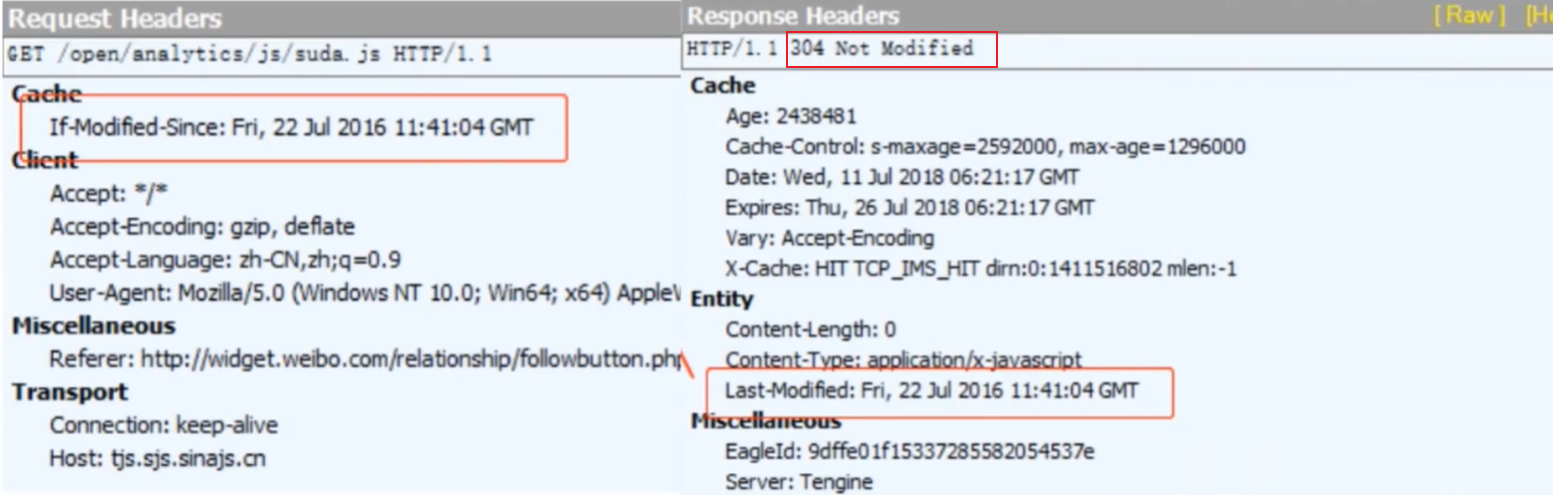 Request Headers
GET /open/analytics/js/suda.js HTTP/1.1
Cache
If-Modified-Since: Fri, 22 Jul 2016 11:41:04 GMT
Client
Accept: */*
Accept-Encoding: gzip, deflate
Accept-Language: zh-CN,zh;q=0.9
User-Agent: Mozilla/5.0 (Windows NT 10.0; Win64; x64)
Miscellaneous
Referer: http://widget.weibo.com/relationship/followbutton.php
Transport
Connection: keep-alive
Host: tjs.sjs.sinajs.cn
Response Headers
[ Raw ]
HTTP/1.1 304 Not Modified
Cache
Age: 2438481
Cache-Control: s-maxage=2592000, max-age=1296000
Date: Wed, 11 Jul 2018 06:21:17 GMT
Expires: Thu, 26 Jul 2018 06:21:17 GMT
Vary: Accept-Encoding
X-Cache: HIT TCP_IMS_HIT dirn:0:1411516802 mlen:-1
Entity
Content-Length: 0
Content-Type: application/x-javascript
Last-Modified: Fri, 22 Jul 2016 11:41:04 GMT
Miscellaneous
EagleId: 9dffe01f15337285582054537e
Server: Tengine